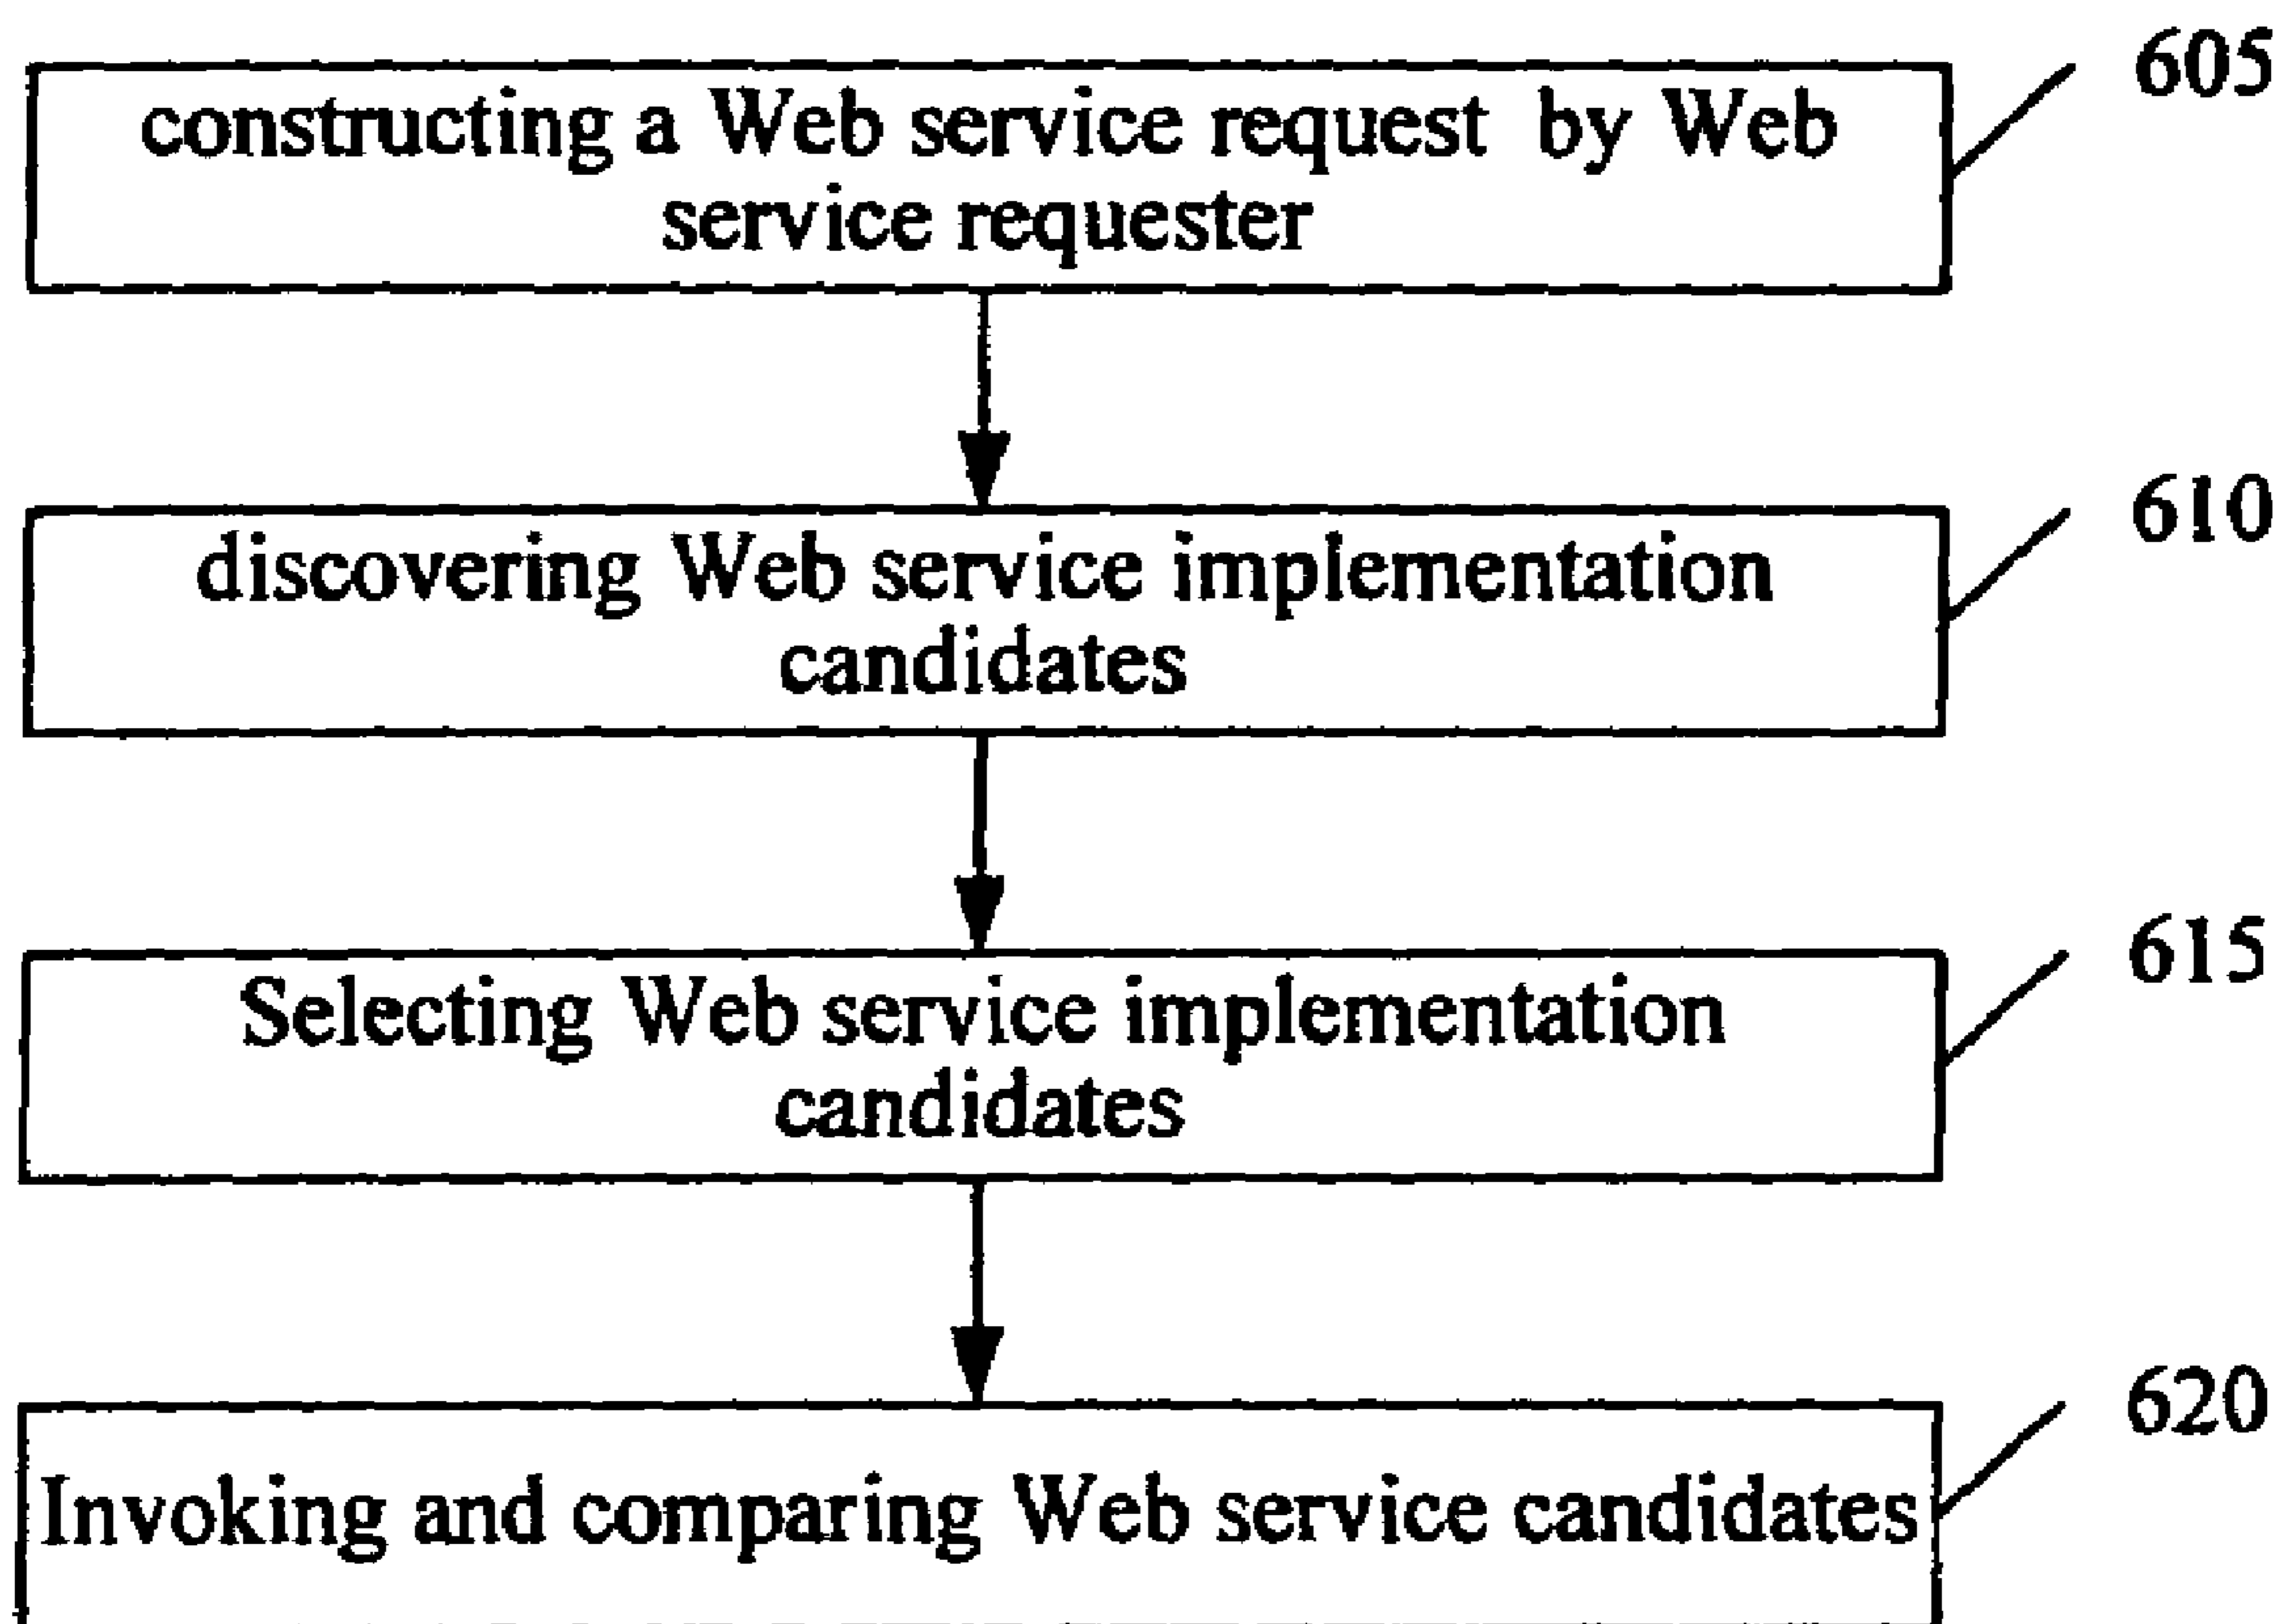 605
constructing a Web service request by Web
service requester
610
discovering Web service implementation
candidates
615
Selecting Web service implementation
candidates
620
Invoking and comparing Web service candidates